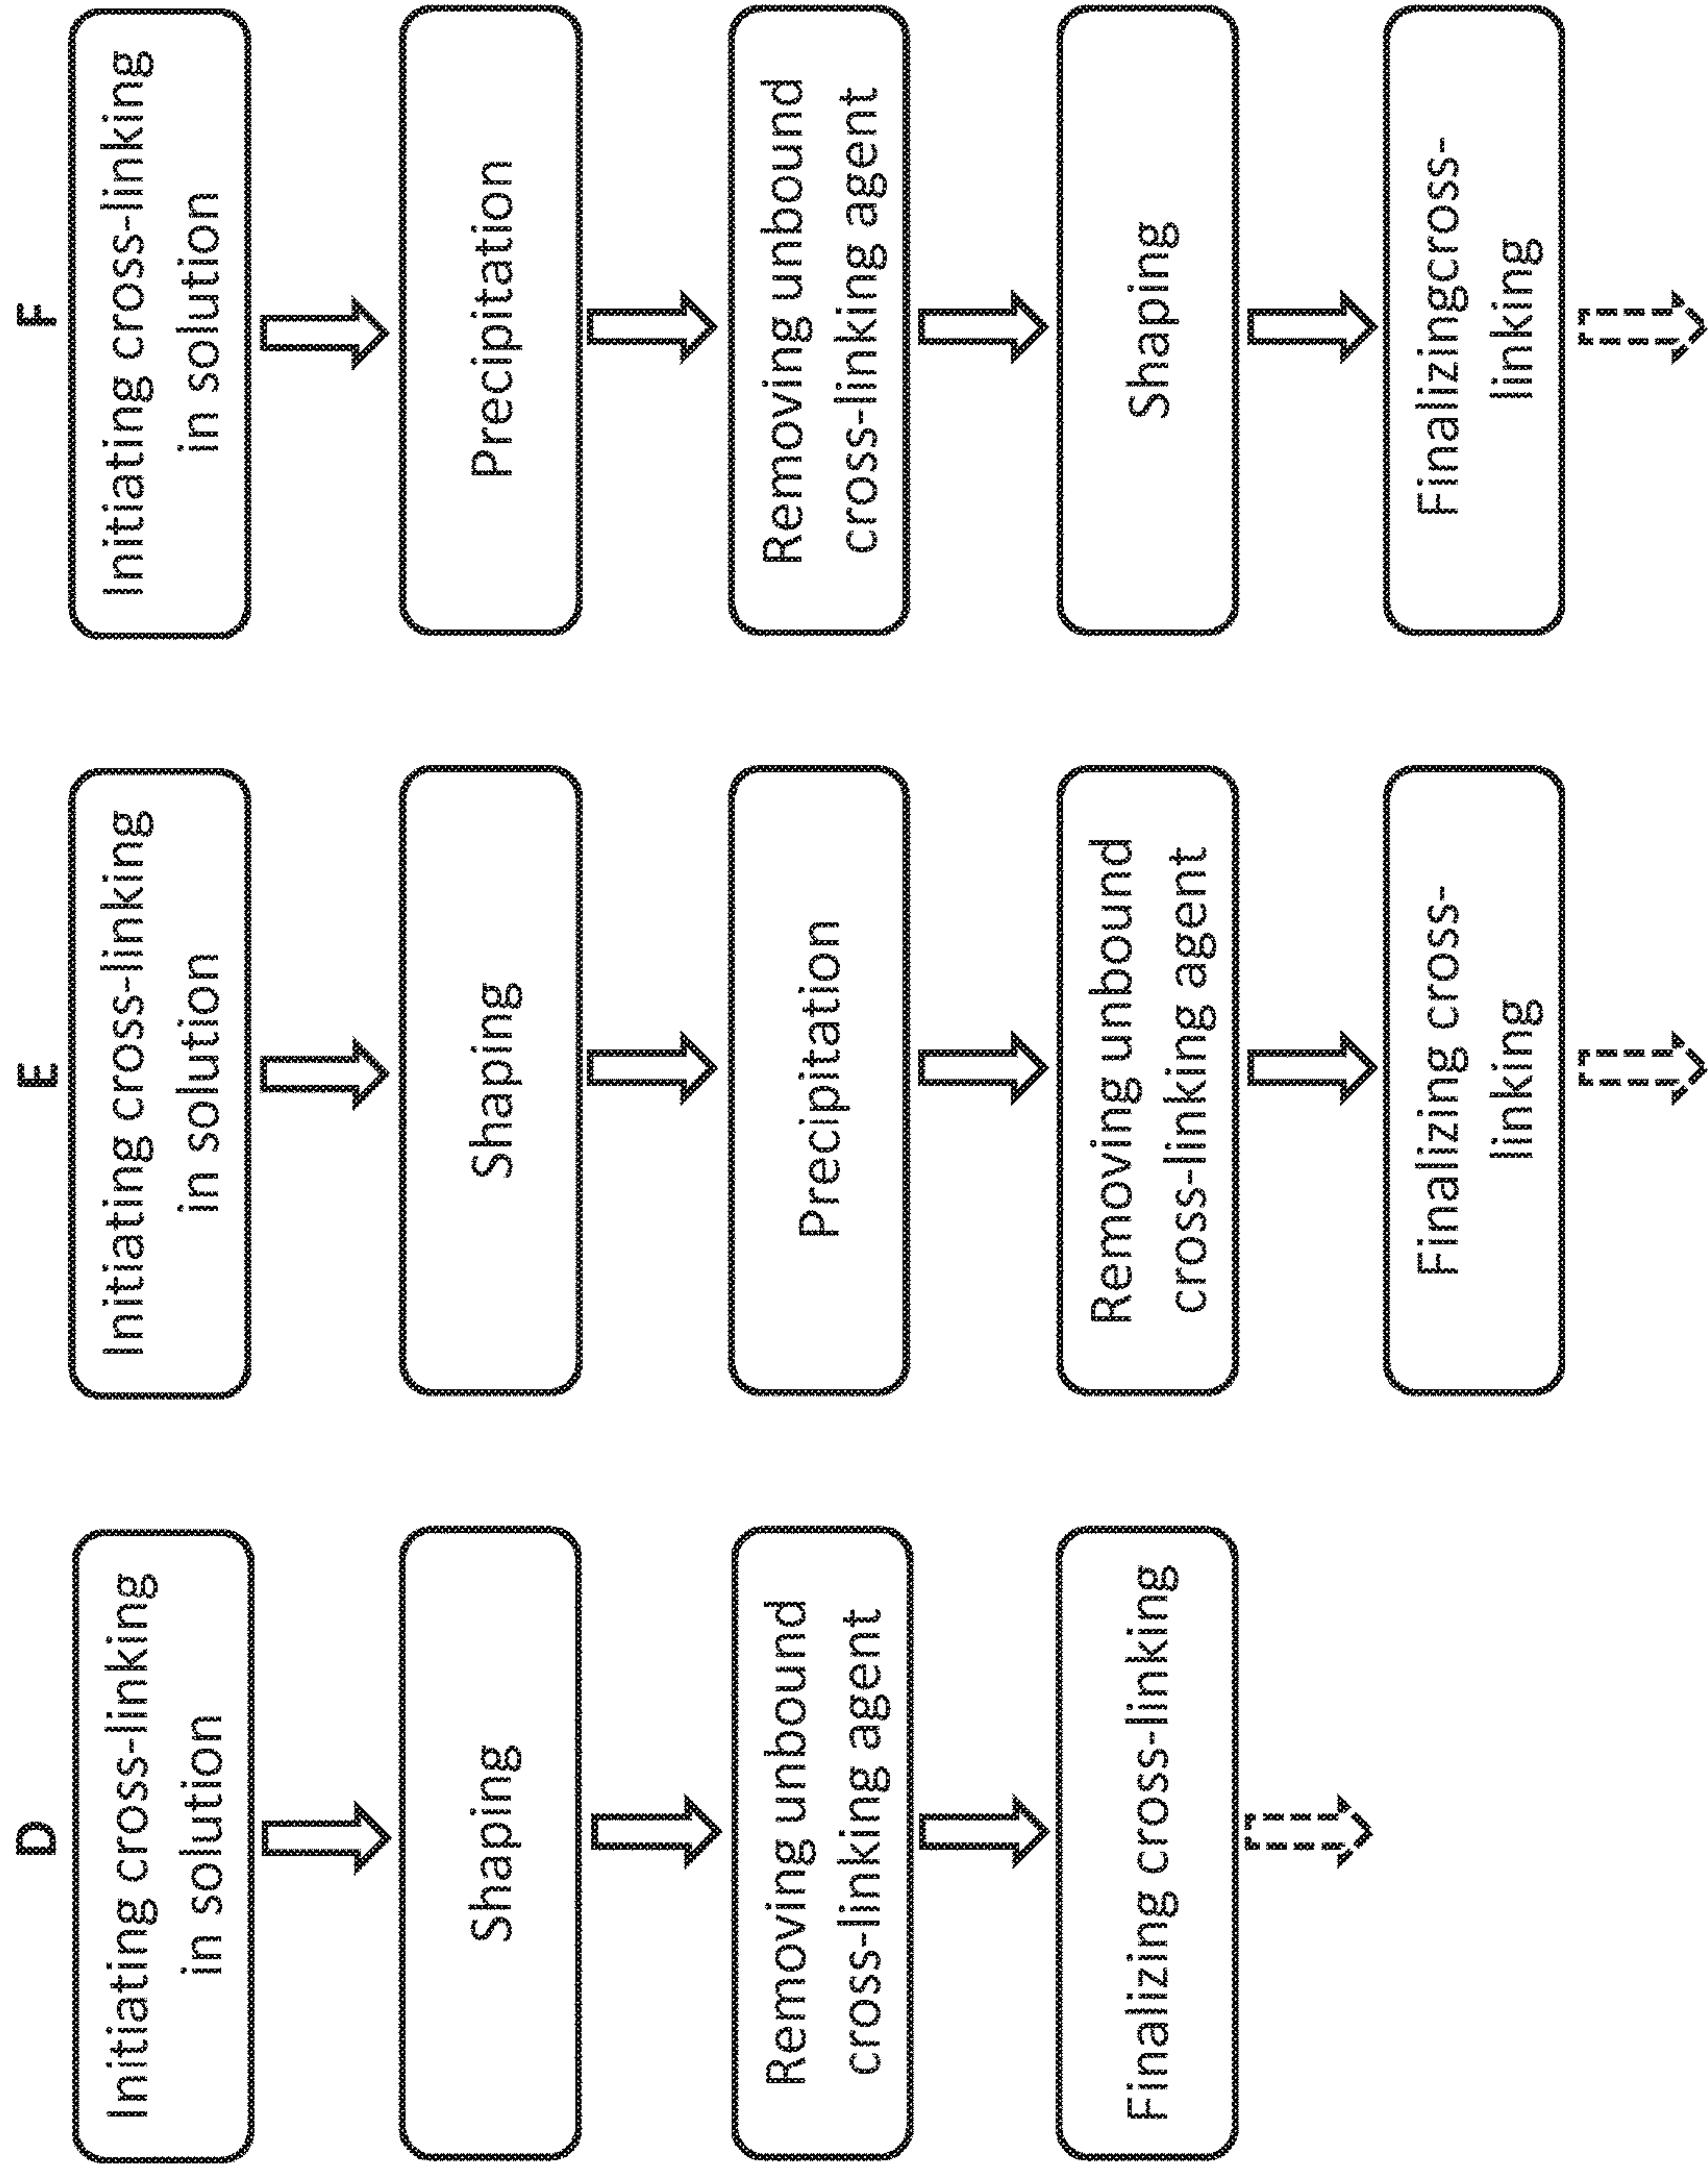 D
Initiating cross-linking
in solution
Shaping
Removing unbound
cross-linking agent
Finalizing cross-linking
E
Initiating cross-linking
in solution
Shaping
Precipitation
Removing unbound
cross-linking agent
Finalizing cross-
linking
F
Initiating cross-linking
in solution
Precipitation
Removing unbound
cross-linking agent
Shaping
Finalizingcross-
linking